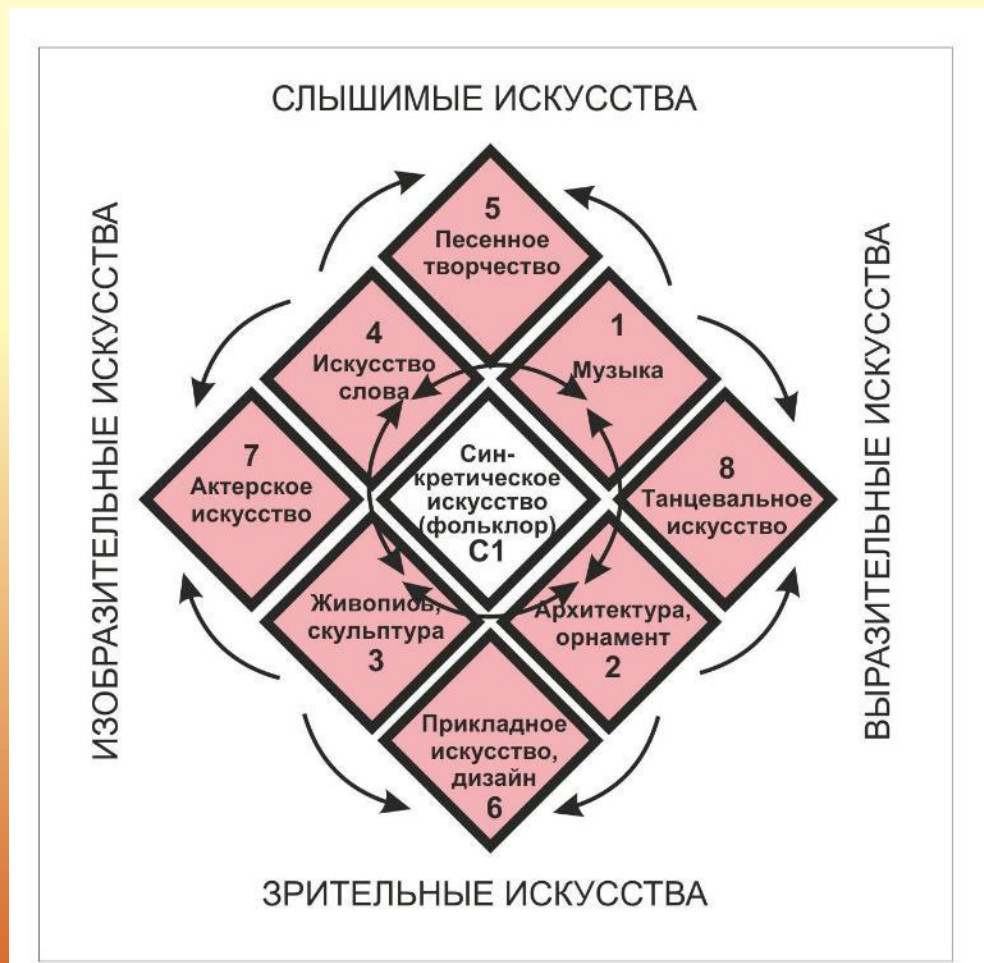 СЛЫШИМЫЕ ИСКУССТВА
ИЗОБРАЗИТЕЛЬНЫЕ ИСКУССТВА
ВЫРАЗИТЕЛЬНЫЕ ИСКУССТВА
5
Песенное
творчество
4
Искусство
слова
1
Музыка
7
Актерское
искусство
Син-
кретическое
искусство
(фольклор)
С1
8
Танцевальное
искусство
Живопись,
скульптура
3
Архитектура,
орнамент
2
Прикладное
искусство,
дизайн
6
ЗРИТЕЛЬНЫЕ ИСКУССТВА